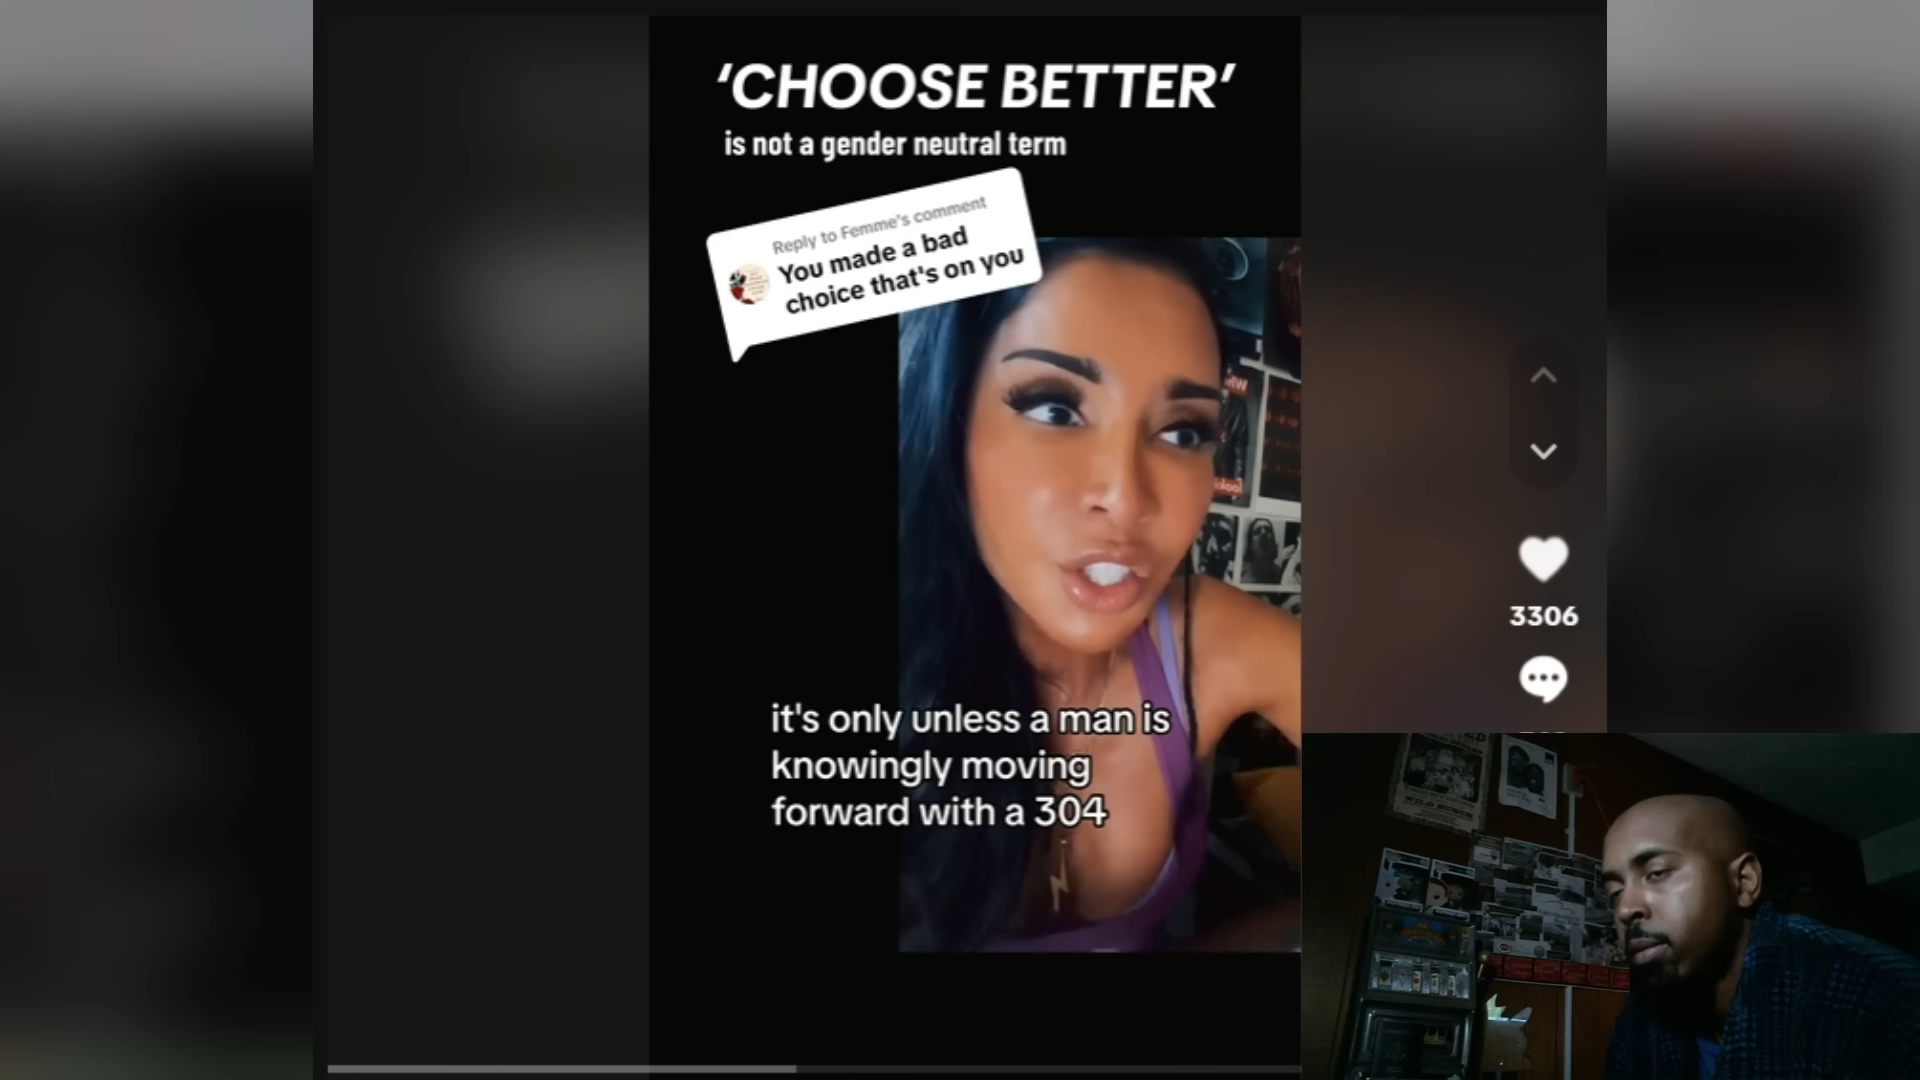 ‘CHOOSE BETTER’
is not a gender neutral term
Reply to Femme's comment
You made a bad
choice that's on you
it's only unless a man is
knowingly moving
forward with a 304
3306